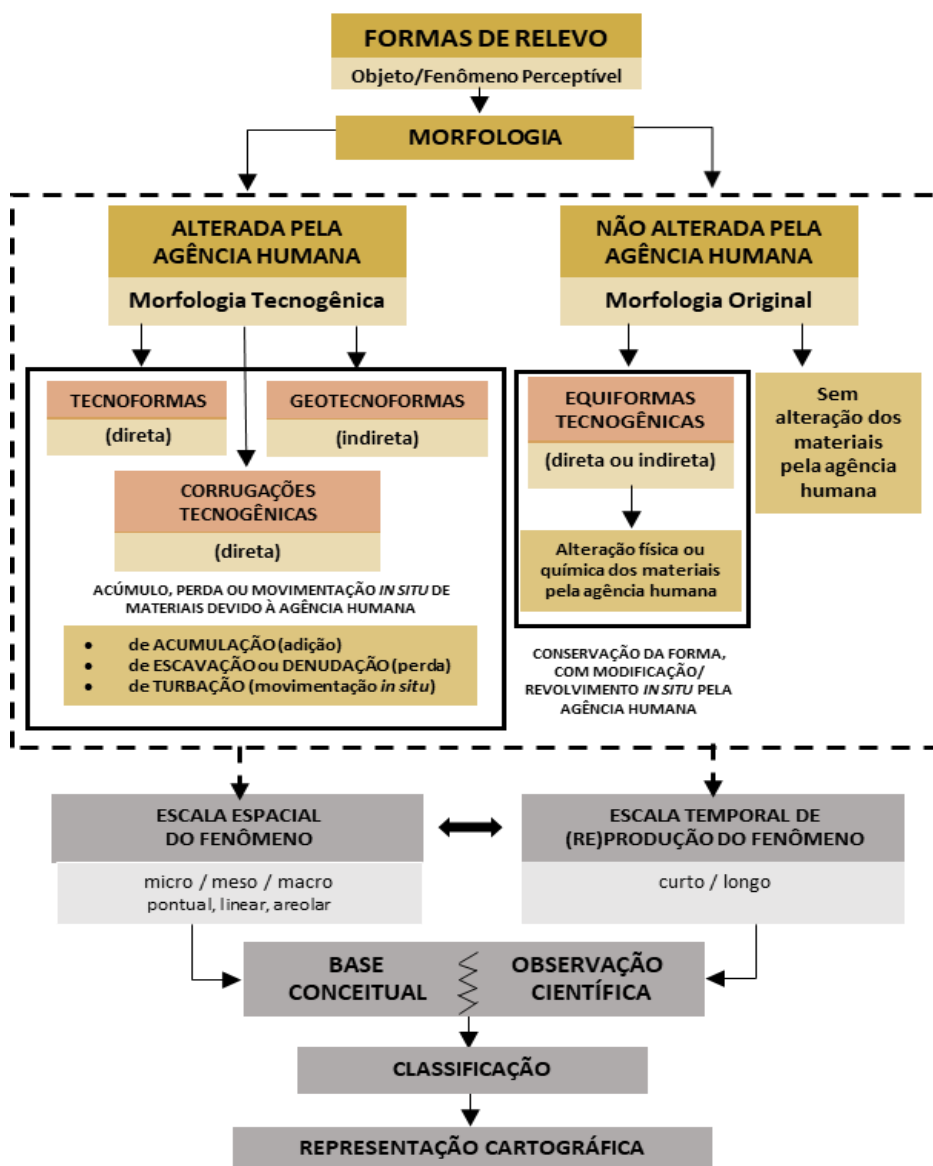 FORMAS DE RELEVO
Objeto/Fenômeno Perceptível
MORFOLOGIA
ALTERADA PELA
AGÊNCIA HUMANA
Morfologia Tecnogênica
NÃO ALTERADA PELA
AGÊNCIA HUMANA
Morfologia Original
TECNOFORMAS
(direta)
GEOTECNOFORMAS
(indireta)
CORRUGAÇÕES
TECNOGÊNICAS
(direta)
ACÚMULO, PERDA OU MOVIMENTAÇÃO IN SITU DE
MATERIAIS DEVIDO À AGÊNCIA HUMANA
• de ACUMULAÇÃO (adição)
• de ESCAVAÇÃO ou DENUDAÇÃO (perda)
• de TURBAÇÃO (movimentação in situ)
EQUIFORMAS
TECNOGÊNICAS
(direta ou indireta)
Alteração física ou
química dos materiais
pela agência humana
CONSERVAÇÃO DA FORMA,
COM MODIFICAÇÃO/
REVOLVIMENTO IN SITU PELA
AGÊNCIA HUMANA
Sem
alteração dos
materiais
pela agência
humana
ESCALA ESPACIAL
DO FENÔMENO
micro / meso / macro
pontual, linear, areolar
ESCALA TEMPORAL DE
(RE)PRODUÇÃO DO FENÔMENO
curto / longo
BASE
CONCEITUAL
OBSERVAÇÃO
CIENTÍFICA
CLASSIFICAÇÃO
REPRESENTAÇÃO CARTOGRÁFICA